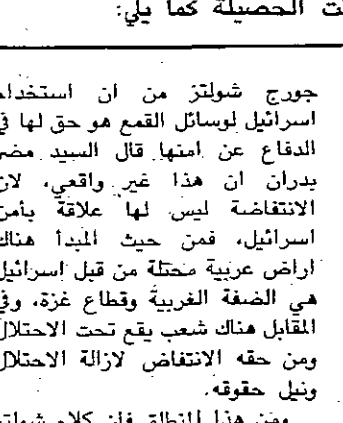 ت الحصيلة كما يلي:
جورج شولتز من ان استخدا
اسرائيل لوسائل القمع هو حق لها في
الدفاع عن امنها قال السيد مضر
بدران ان هذا غير واقعي، لان
الانتفاضة ليس لها علاقة بأمن
اسرائيل، فمن حيث المبدأ هناك
اراض عربية محتلة من قبل اسرائيل
هي الضفة الغربية وقطاع غزة، وفي
المقابل هناك شعب يقع تحت الاحتلال
ومن حقه الانتفاض لازالة الاحتلال
ونيل حقوقه.
ومن هذا المنطلق فان كلام شولتز